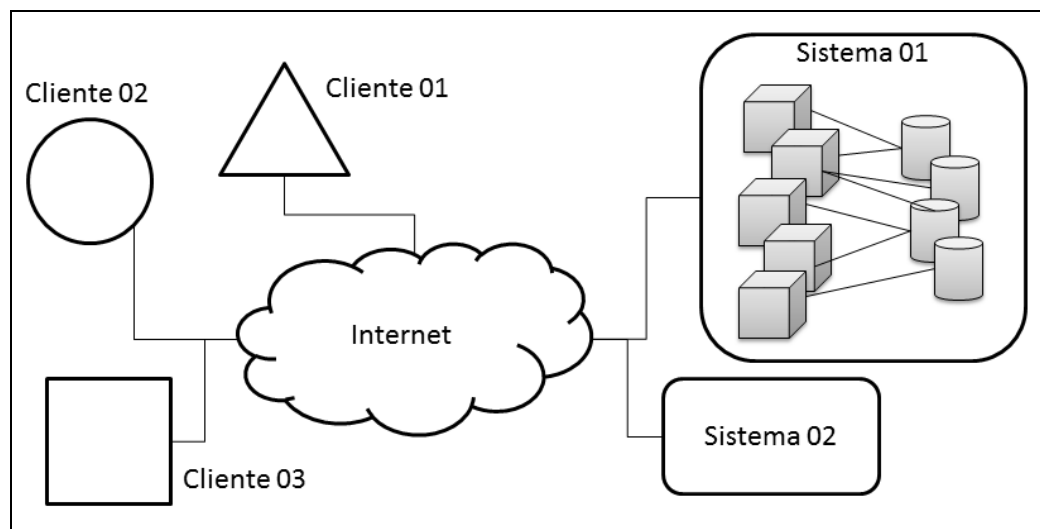 Sistema 01
Cliente 01
Cliente 02
Internet
Sistema 02
Cliente 03